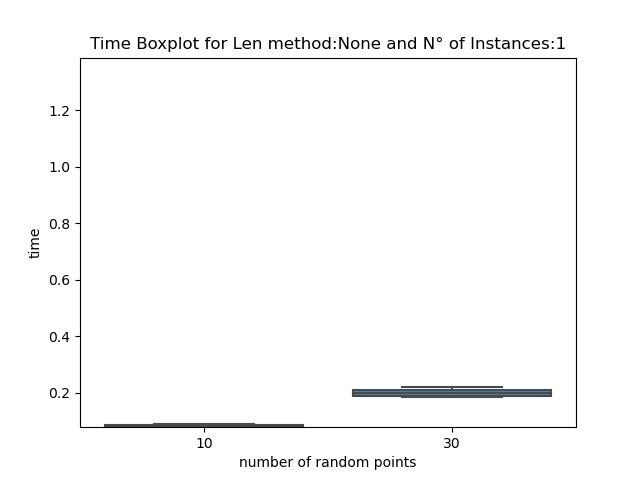 Time Boxplot for Len method:None and N° of Instances:1
1.2
1.0
0.8
0.6
0.4
0.2
time
10 30
number of random points